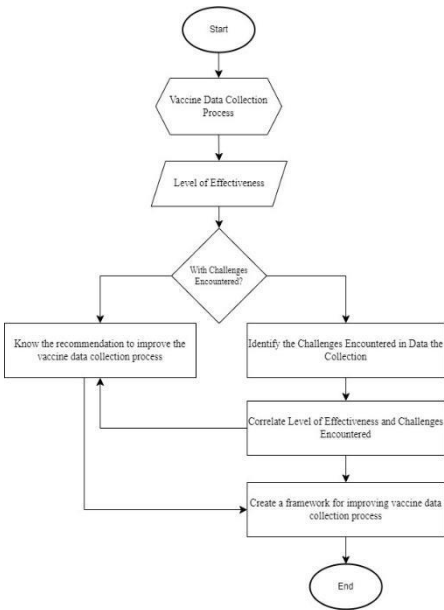 Start
Vaccine Data Collection
Process
Level of Effectiveness
With Challenges
Encountered?
Know the recommendation to improve the
vaccine data collection process
Identify the Challenges Encountered in Data the
Collection
Correlate Level of Effectiveness and Challenges
Encountered
Create a framework for improving vaccine data
collection process
End